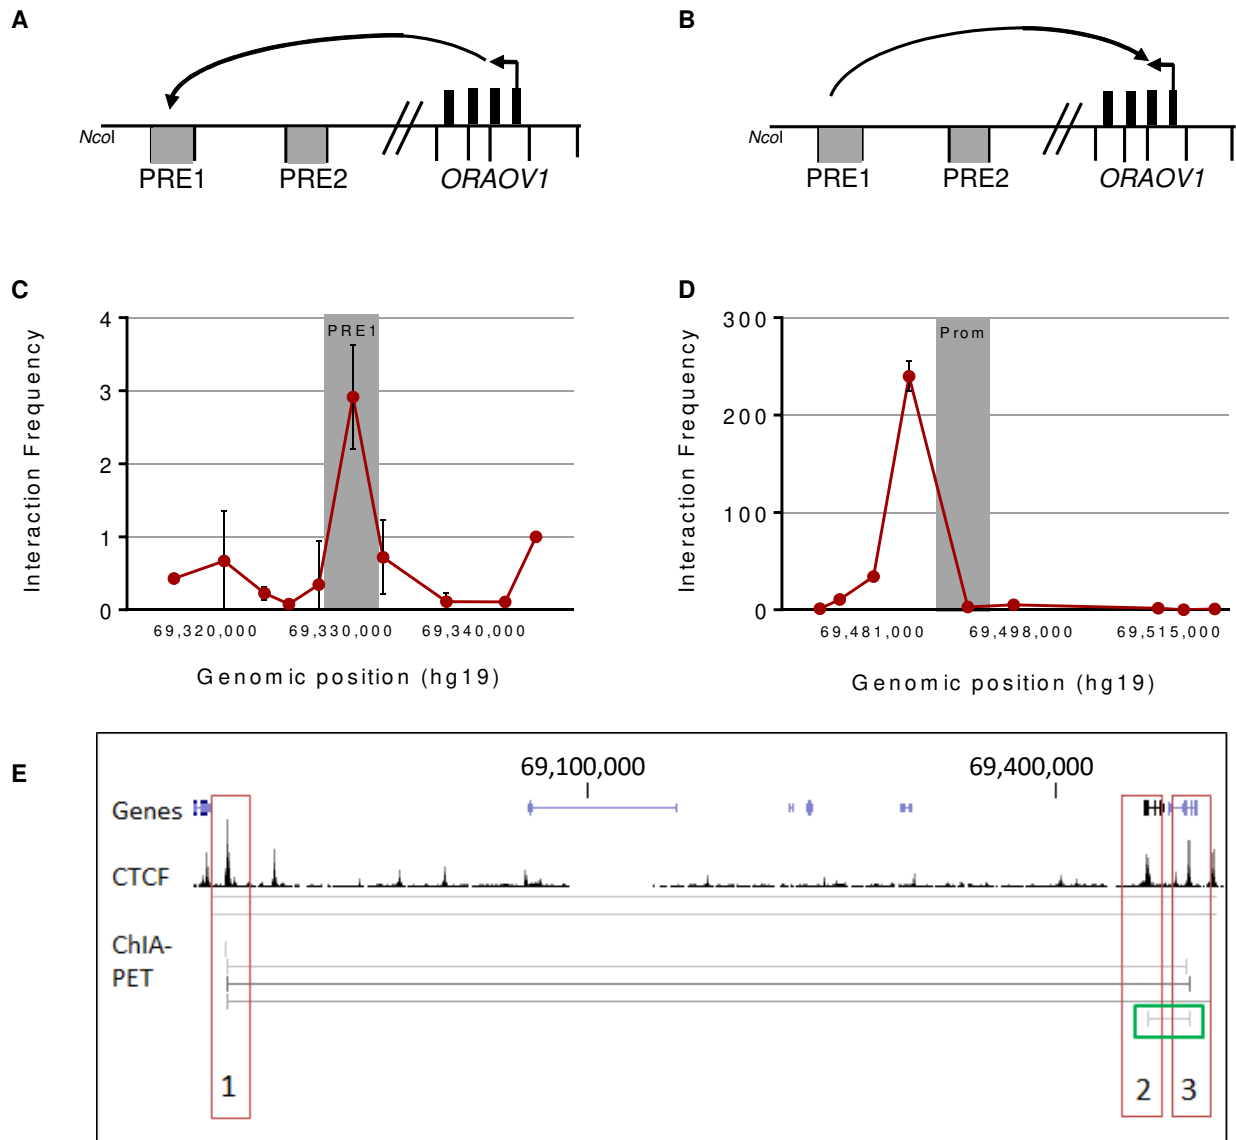 A
B
NcoI
PRE1
PRE2
ORAOV1
NcoI
PRE1
PRE2
ORAOV1
C
D
Interaction Frequency
4
3
2
1
0
PRE1
69,320,000
69,330,000
69,340,000
Genomic position (hg19)
Interaction Frequency
300
200
100
0
Prom
69,481,000
69,498,000
69,515,000
Genomic position (hg19)
E
69,100,000
69,400,000
Genes
CTCF
ChIA-
PET
1
2
3